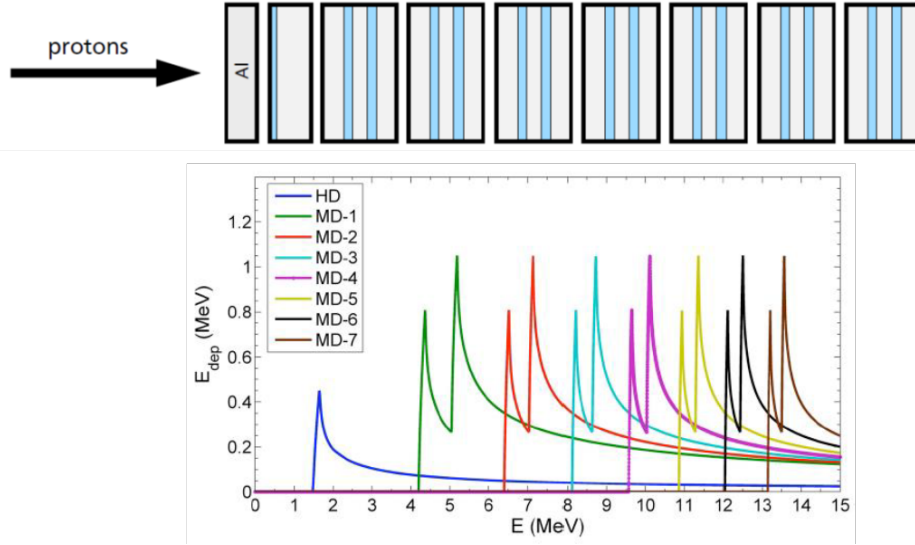 protons
Al
HD
MD-1
MD-2
MD-3
MD-4
MD-5
MD-6
MD-7
1.2
1
0.8
0.6
0.4
0.2
0
E_dep (MeV)
0 1 2 3 4 5 6 7 8 9 10 11 12 13 14 15
E (MeV)